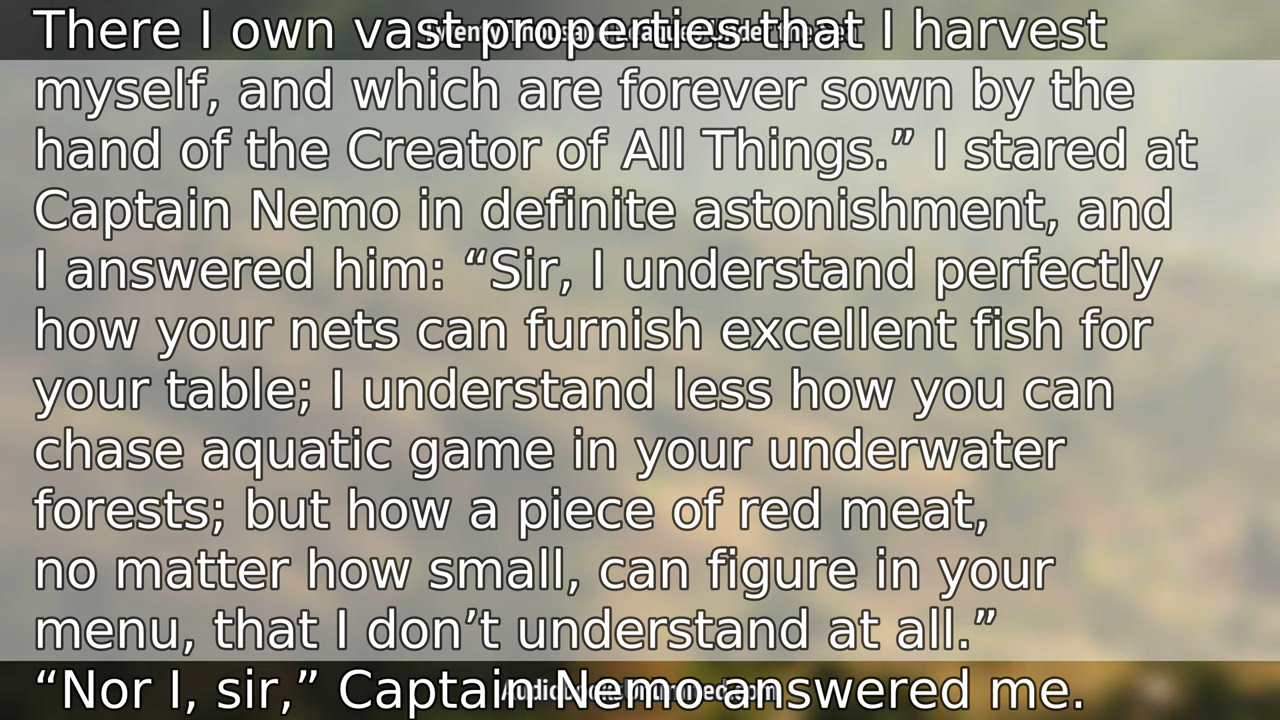 There I own vast properties that I harvest
myself, and which are forever sown by the
hand of the Creator of All Things.” I stared at
Captain Nemo in definite astonishment, and
I answered him: “Sir, I understand perfectly
how your nets can furnish excellent fish for
your table; I understand less how you can
chase aquatic game in your underwater
forests; but how a piece of red meat,
no matter how small, can figure in your
menu, that I don’t understand at all.”
“Nor I, sir,” Captain Nemo answered me.